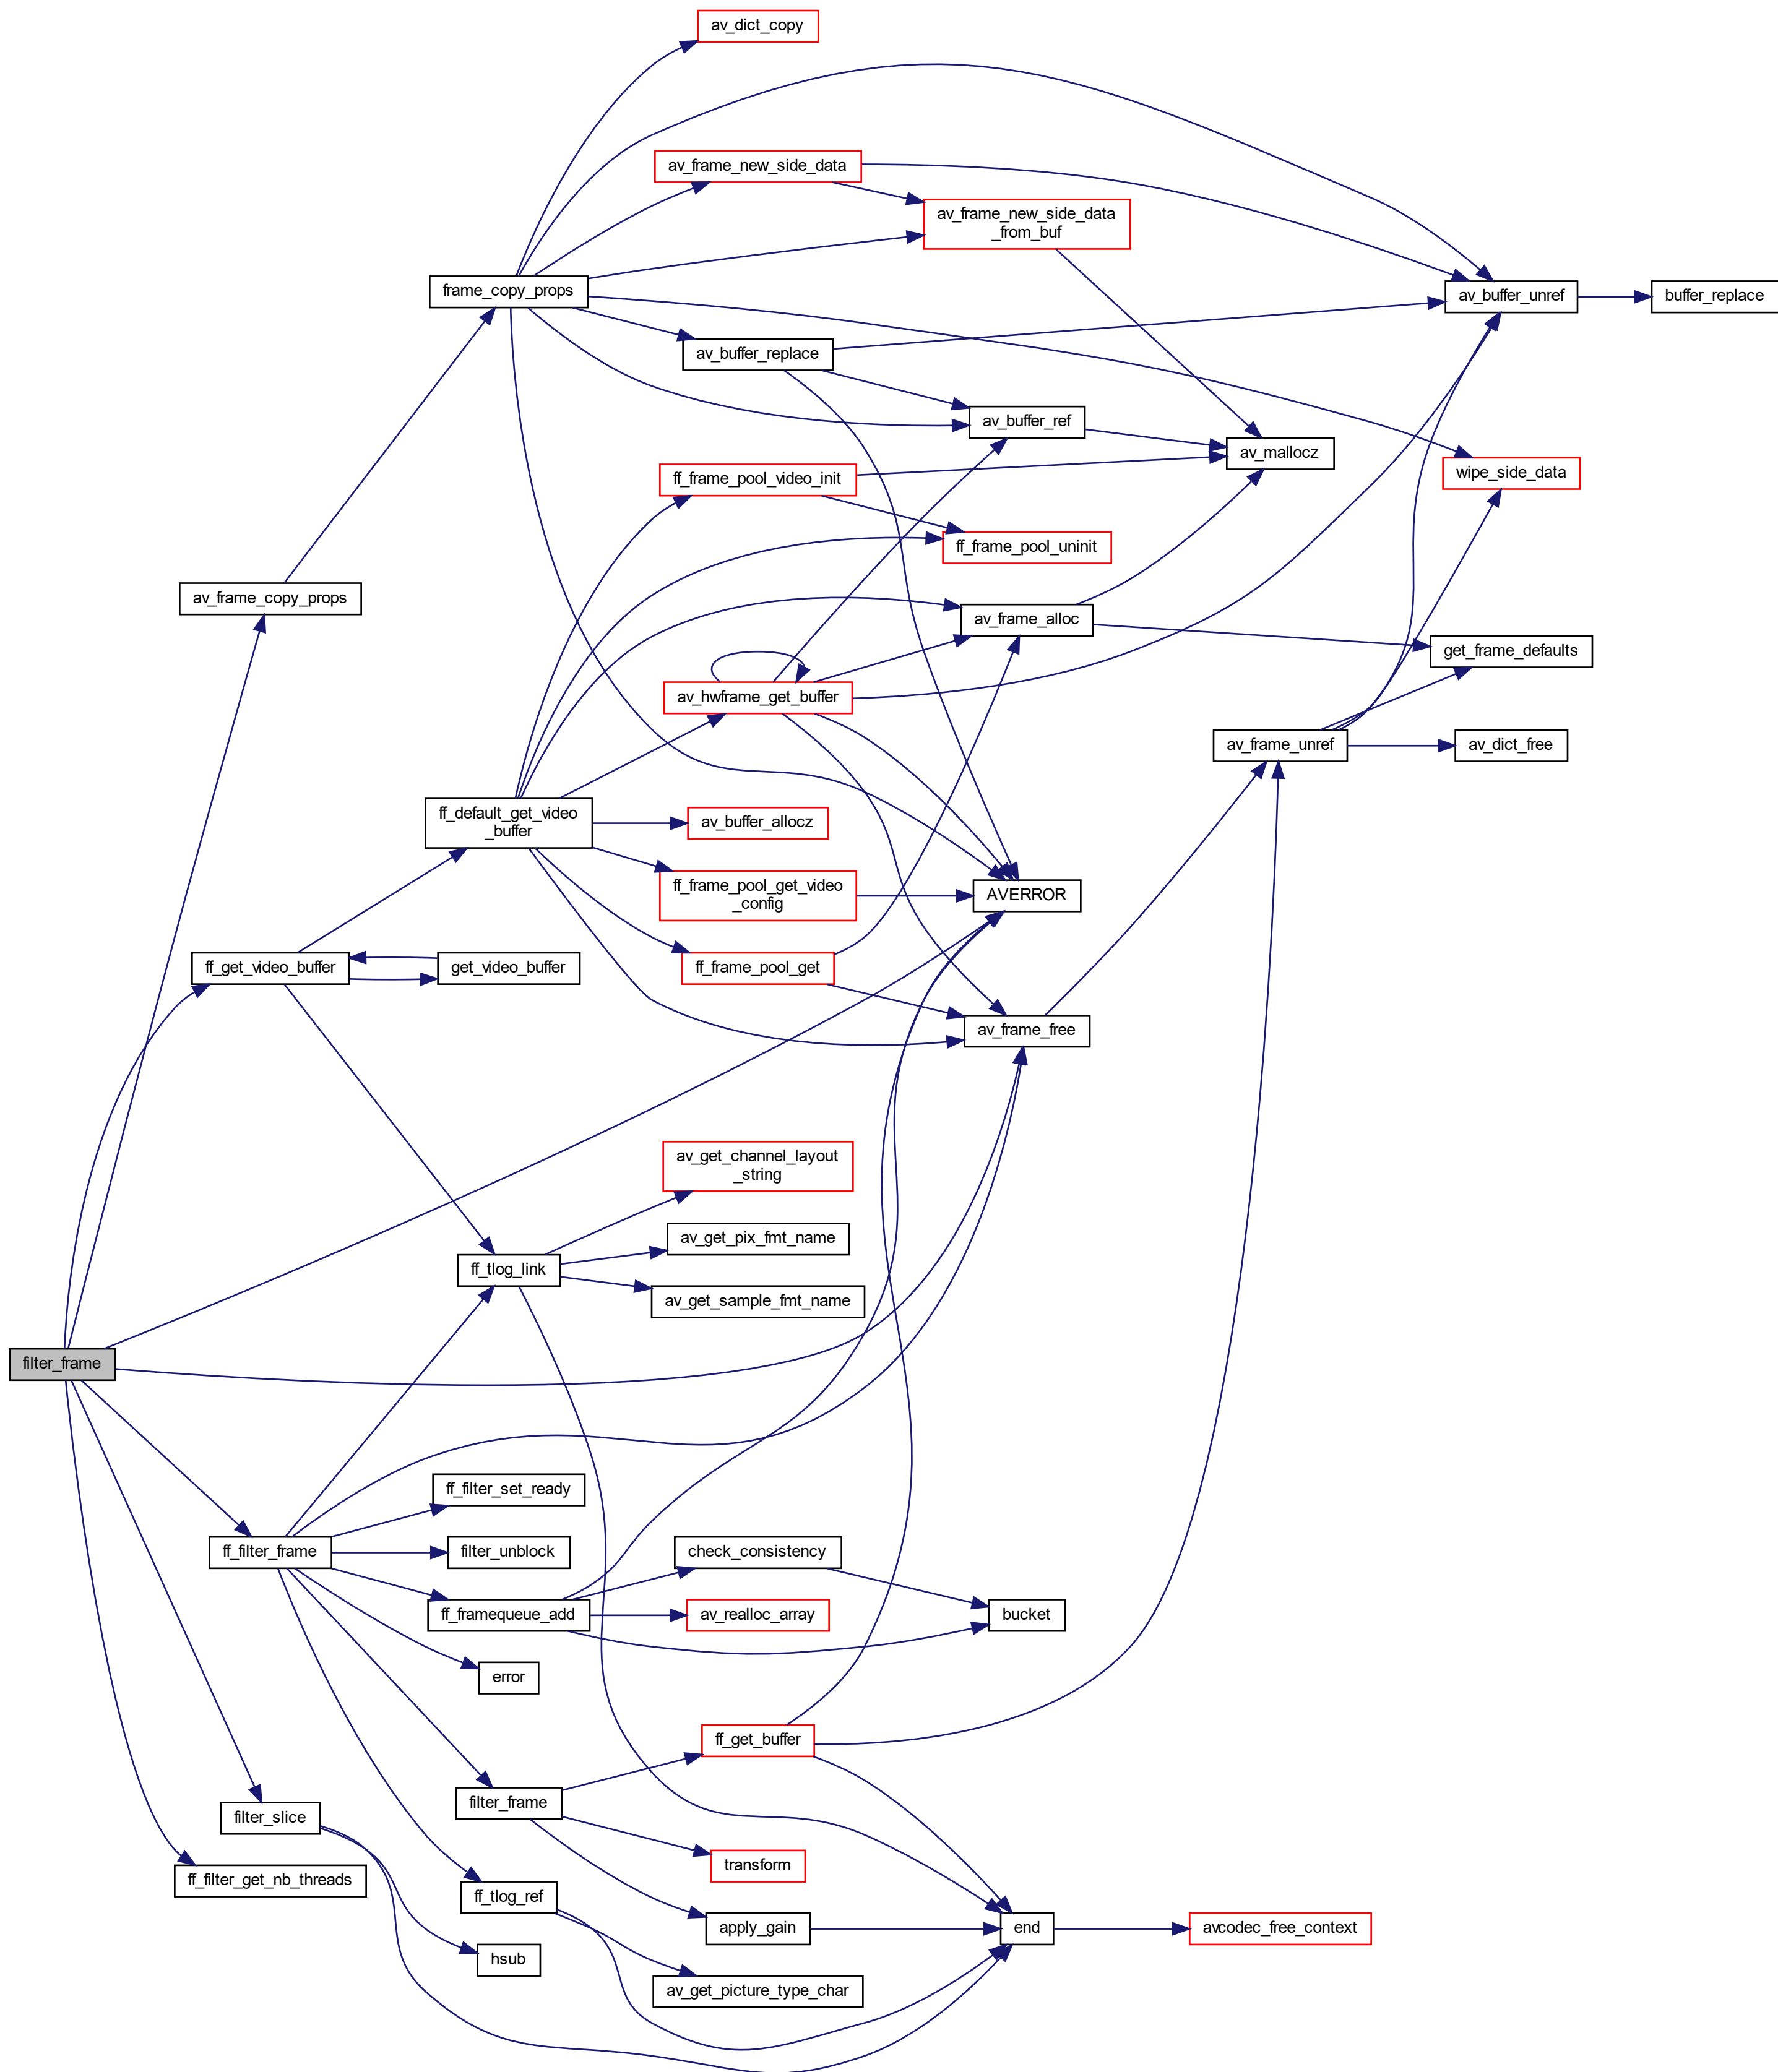 av_dict_copy
av_frame_new_side_data
av_frame_new_side_data
_from_buf
frame_copy_props
av_buffer_unref
buffer_replace
av_buffer_replace
av_buffer_ref
av_mallocz
ff_frame_pool_video_init
wipe_side_data
ff_frame_pool_uninit
av_frame_copy_props
av_frame_alloc
get_frame_defaults
av_hwframe_get_buffer
av_frame_unref
av_dict_free
ff_default_get_video
_buffer
av_buffer_allocz
ff_frame_pool_get_video
_config
AVERROR
ff_get_video_buffer
get_video_buffer
ff_frame_pool_get
av_frame_free
av_get_channel_layout
_string
av_get_pix_fmt_name
ff_tlog_link
av_get_sample_fmt_name
filter_frame
ff_filter_set_ready
ff_filter_frame
filter_unblock
check_consistency
ff_framequeue_add
av_realloc_array
bucket
error
ff_get_buffer
filter_frame
filter_slice
transform
ff_filter_get_nb_threads
ff_tlog_ref
apply_gain
end
avcodec_free_context
hsub
av_get_picture_type_char